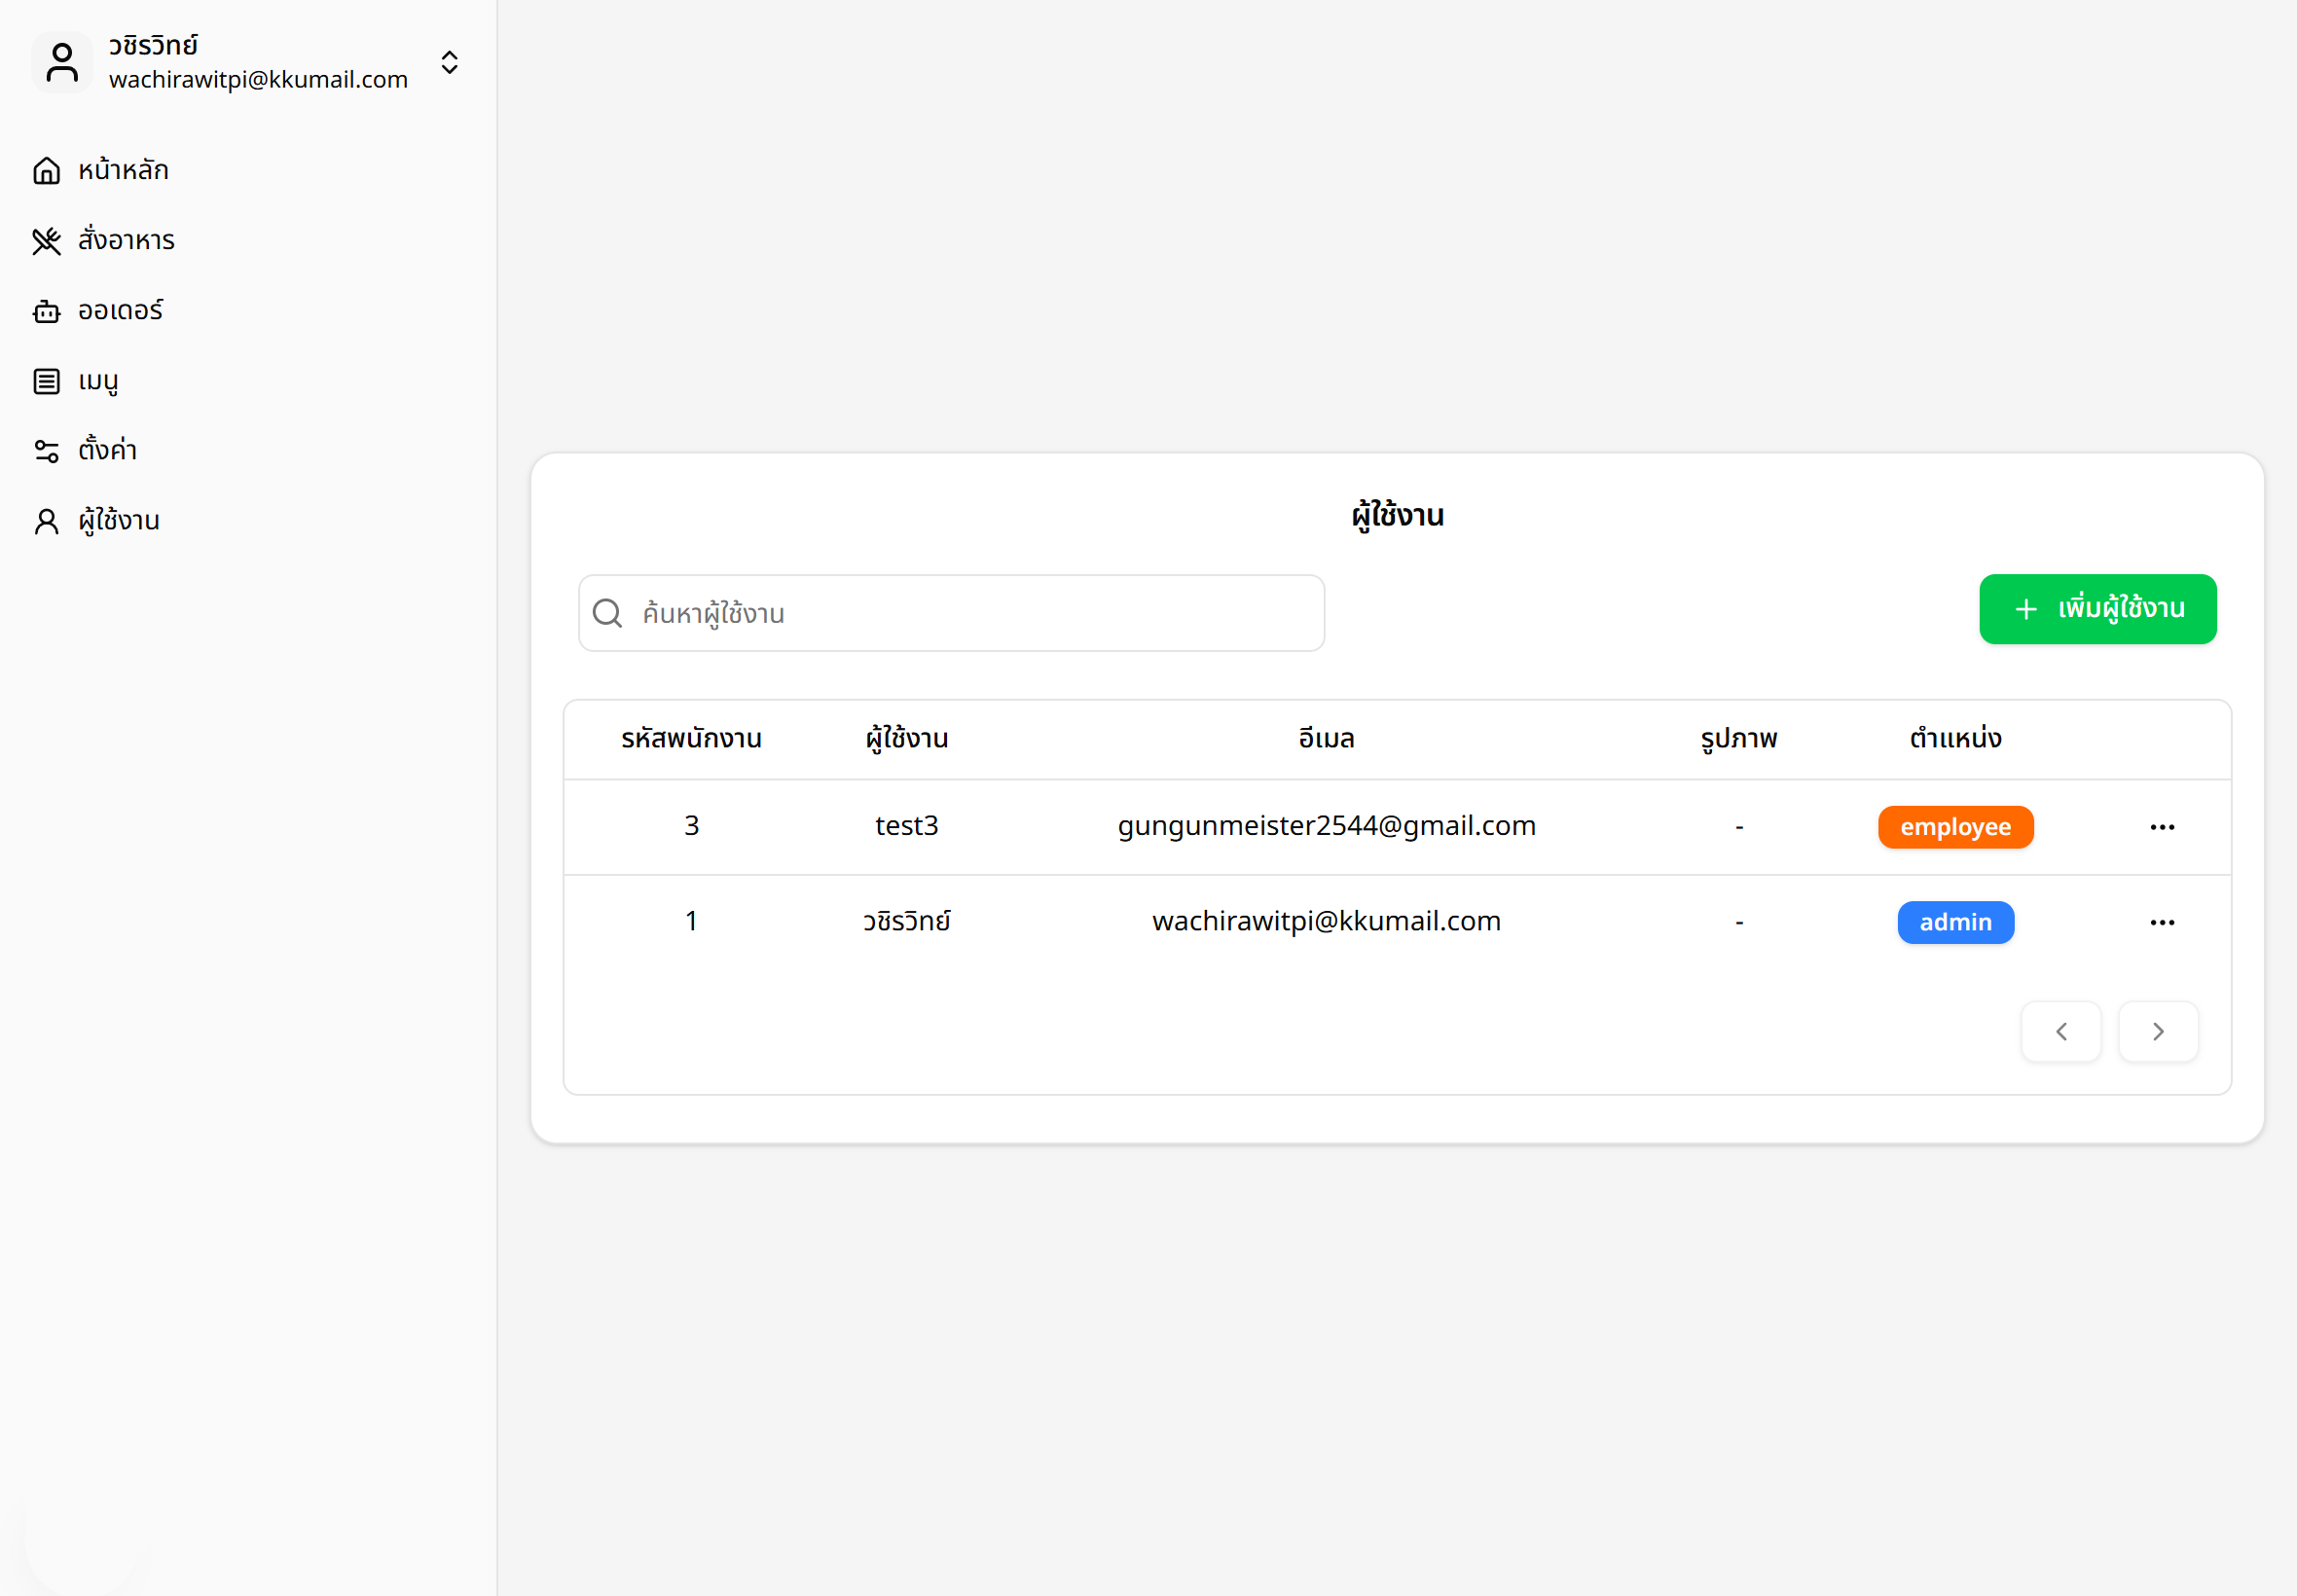 วชิรวิทย์
wachirawitpi@kkumail.com
หน้าหลัก
สั่งอาหาร
ออเดอร์
เมนู
ตั้งค่า
ผู้ใช้งาน
ผู้ใช้งาน
ค้นหาผู้ใช้งาน
เพิ่มผู้ใช้งาน
รหัสพนักงาน ผู้ใช้งาน อีเมล รูปภาพ ตำแหน่ง
3 test3 gungunmeister2544@gmail.com - employee
1 วชิรวิทย์ wachirawitpi@kkumail.com - admin